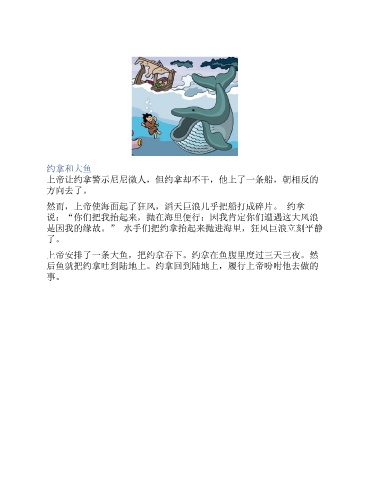 约拿和大鱼
上帝让约拿警示尼尼微人，但约拿却不干，他上了一条船，朝相反的
方向去了。
然而，上帝使海面起了狂风，滔天巨浪几乎把船打成碎片。 约拿
说：“你们把我抬起来，抛在海里便行；因我肯定你们遭遇这大风浪
是因我的缘故。” 水手们把约拿抬起来抛进海里，狂风巨浪立刻平静
了。
上帝安排了一条大鱼，把约拿吞下。约拿在鱼腹里度过三天三夜。然
后鱼就把约拿吐到陆地上。约拿回到陆地上，履行上帝吩咐他去做的
事。